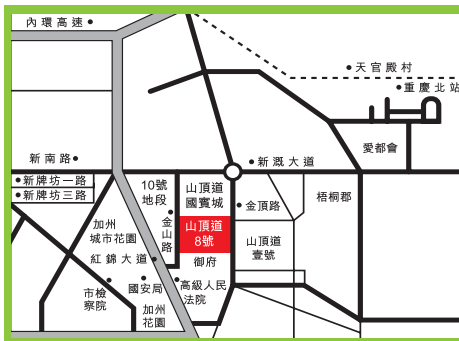 內環高速
天官殿村
重慶北站
愛都會
新南路
新溉大道
新牌坊一路
新牌坊三路
10號
地段
山頂道
國賓城
金山路
金頂路
梧桐郡
加州
城市花園
山頂道
8號
山頂道
壹號
紅錦大道
御府
市檢
察院
國安局
高級人民
法院
加州
花園